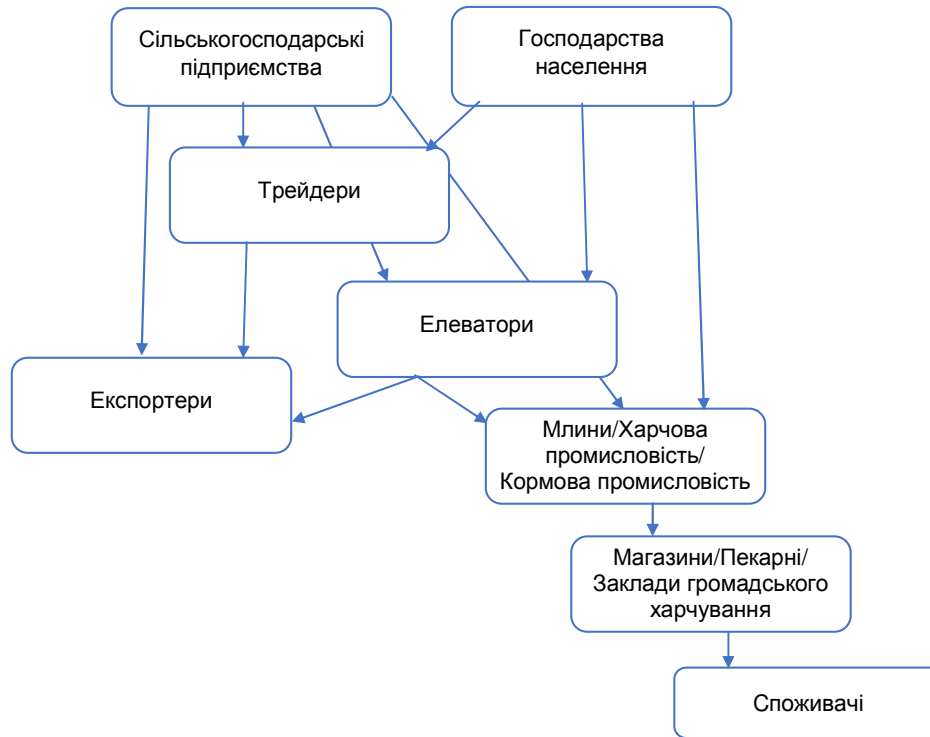 Сільськогосподарські
підприємства
Господарства
населення
Трейдери
Елеватори
Експортери
Млини/Харчова
промисловість/
Кормова промисловість
Магазини/Пекарні/
Заклади громадського
харчування
Споживачі